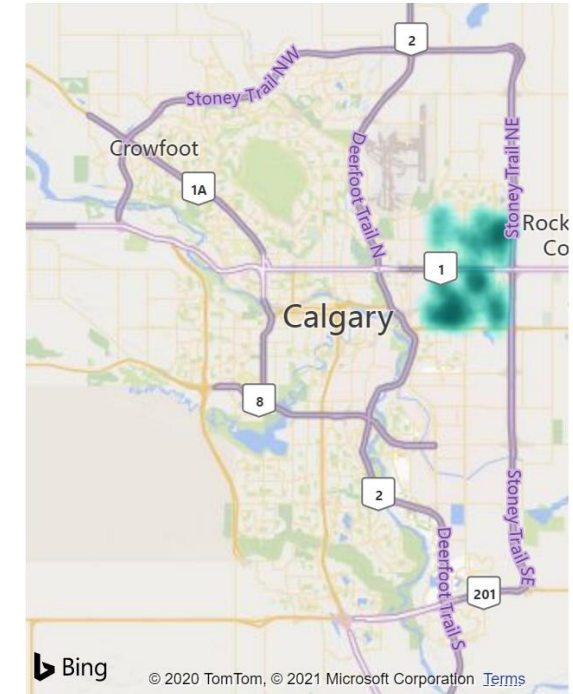 2
Stoney Trail NW
Stoney Trail NE
Crowfoot
Deerfoot Trail N
1A
Rock
Co
1
Calgary
8
2
Stoney Trail SE
Deerfoot Trail S
201
Bing
© 2020 TomTom, © 2021 Microsoft Corporation Terms